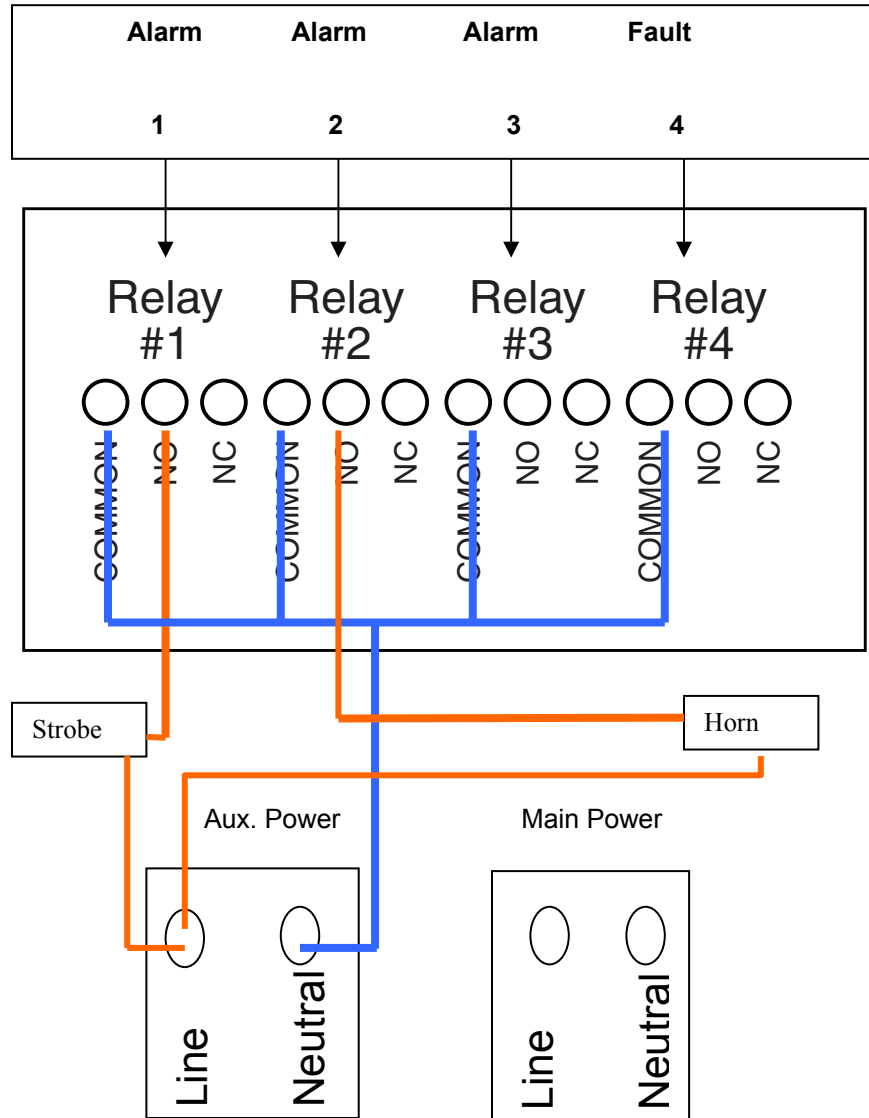 Alarm Alarm Alarm Fault
1 2 3 4
Relay Relay Relay Relay
#1 #2 #3 #4
COMMON NO NC COMMON NO NC COMMON NO NC COMMON NO NC
Strobe Horn
Aux. Power Main Power
Line Neutral Line Neutral